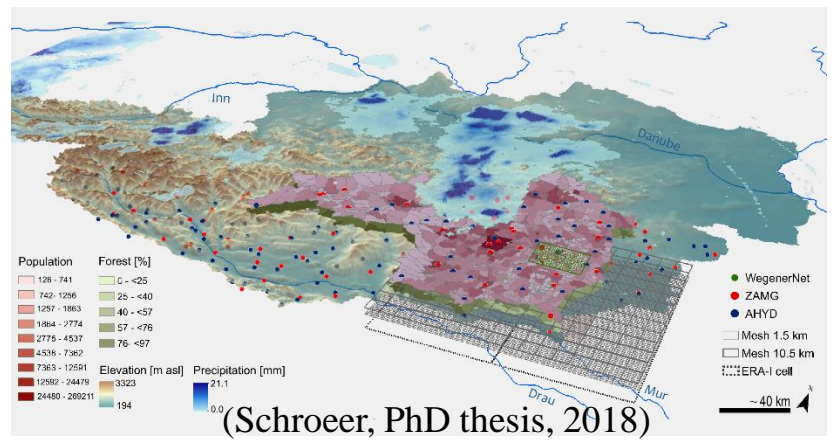 Inn
Danube
Population
126 - 741
742 - 1256
1257 - 1863
1864 - 2774
2775 - 4537
4538 - 7362
7363 - 12591
12592 - 24479
24480 - 269211
Forest [%]
0 - <25
25 - <40
40 - <57
57 - <76
76- <97
Elevation [m asl]
3323
194
Precipitation [mm]
21.1
0.0
WegenerNet
ZAMG
AHYD
Mesh 1.5 km
Mesh 10.5 km
ERA-I cell
Mur
Drau
~ 40 km
(Schroeer, PhD thesis, 2018)